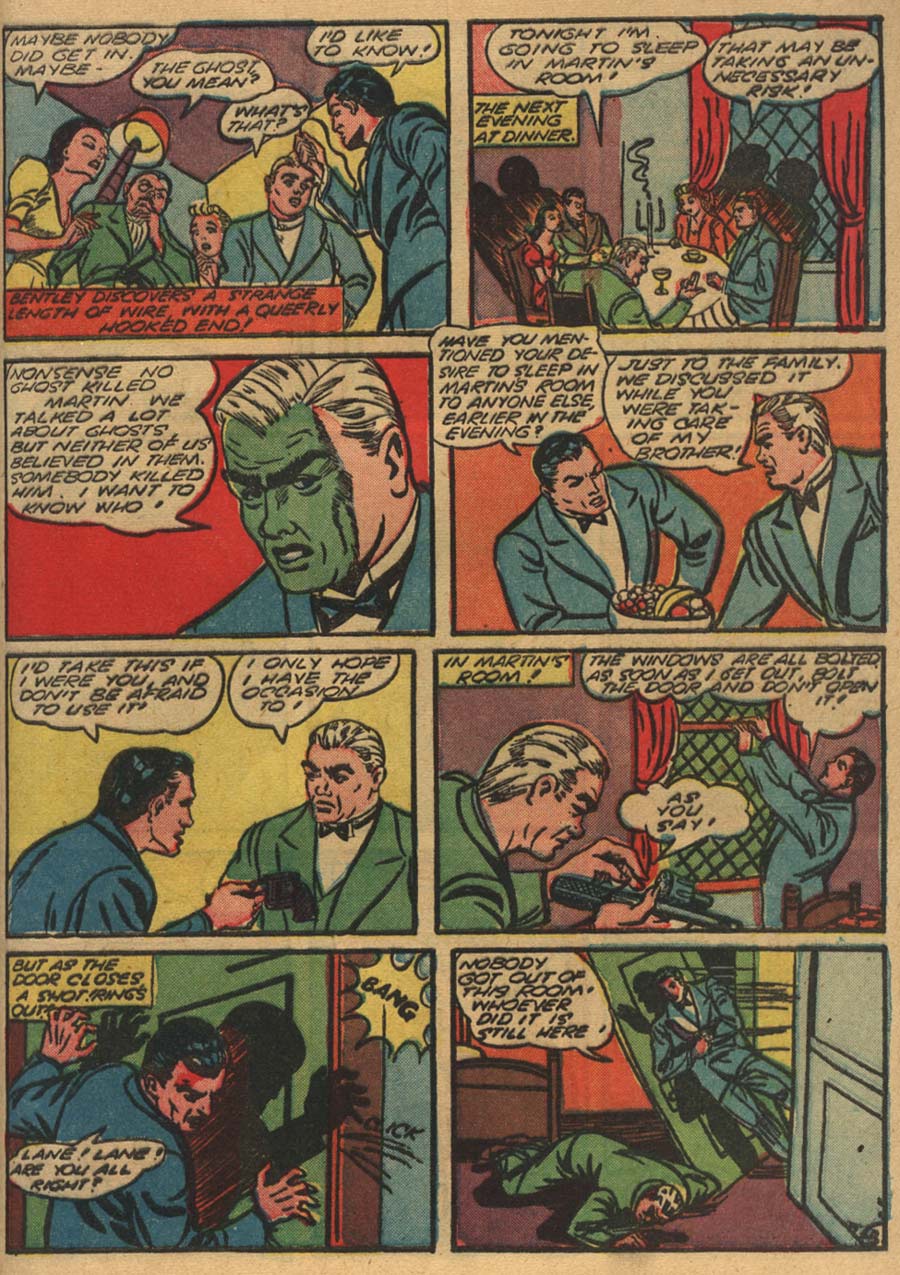 MAYBE NOBODY
DID GET IN.
MAYBE-
THE GHOST,
YOU MEAN?
WHAT'S
THAT?
I'D LIKE
TO KNOW!
BENTLEY DISCOVERS A STRANGE
LENGTH OF WIRE, WITH A QUEERLY
HOOKED END!
TONIGHT I'M
GOING TO SLEEP
IN MARTIN'S
ROOM!
THAT MAY BE
TAKING AN UN-
NECESSARY
RISK!
THE NEXT
EVENING
AT DINNER.
NONSENSE NO
GHOST KILLED
MARTIN. WE
TALKED A LOT
ABOUT GHOSTS
BUT NEITHER OF US
BELIEVED IN THEM.
SOMEBODY KILLED
HIM. I WANT TO
KNOW WHO!
HAVE YOU MEN-
TIONED YOUR DE-
SIRE TO SLEEP IN
MARTIN'S ROOM
TO ANYONE ELSE
EARLIER IN THE
EVENING?
JUST TO THE FAMILY.
WE DISCUSSED IT
WHILE YOU
WERE TAK-
ING CARE
OF MY
BROTHER!
I'D TAKE THIS IF
I WERE YOU, AND
DON'T BE AFRAID
TO USE IT!
I ONLY HOPE
I HAVE THE
OCCASION
TO!
IN MARTIN'S
ROOM!
THE WINDOWS ARE ALL BOLTED,
AS SOON AS I GET OUT, BOLT
THE DOOR AND DON'T OPEN
IT!
AS
YOU
SAY!
BUT AS THE
DOOR CLOSES
A SHOT RINGS
OUT!
BANG
CLICK
LANE! LANE!
ARE YOU ALL
RIGHT?
NOBODY
GOT OUT OF
THIS ROOM.
WHOEVER
DID IT IS
STILL HERE!